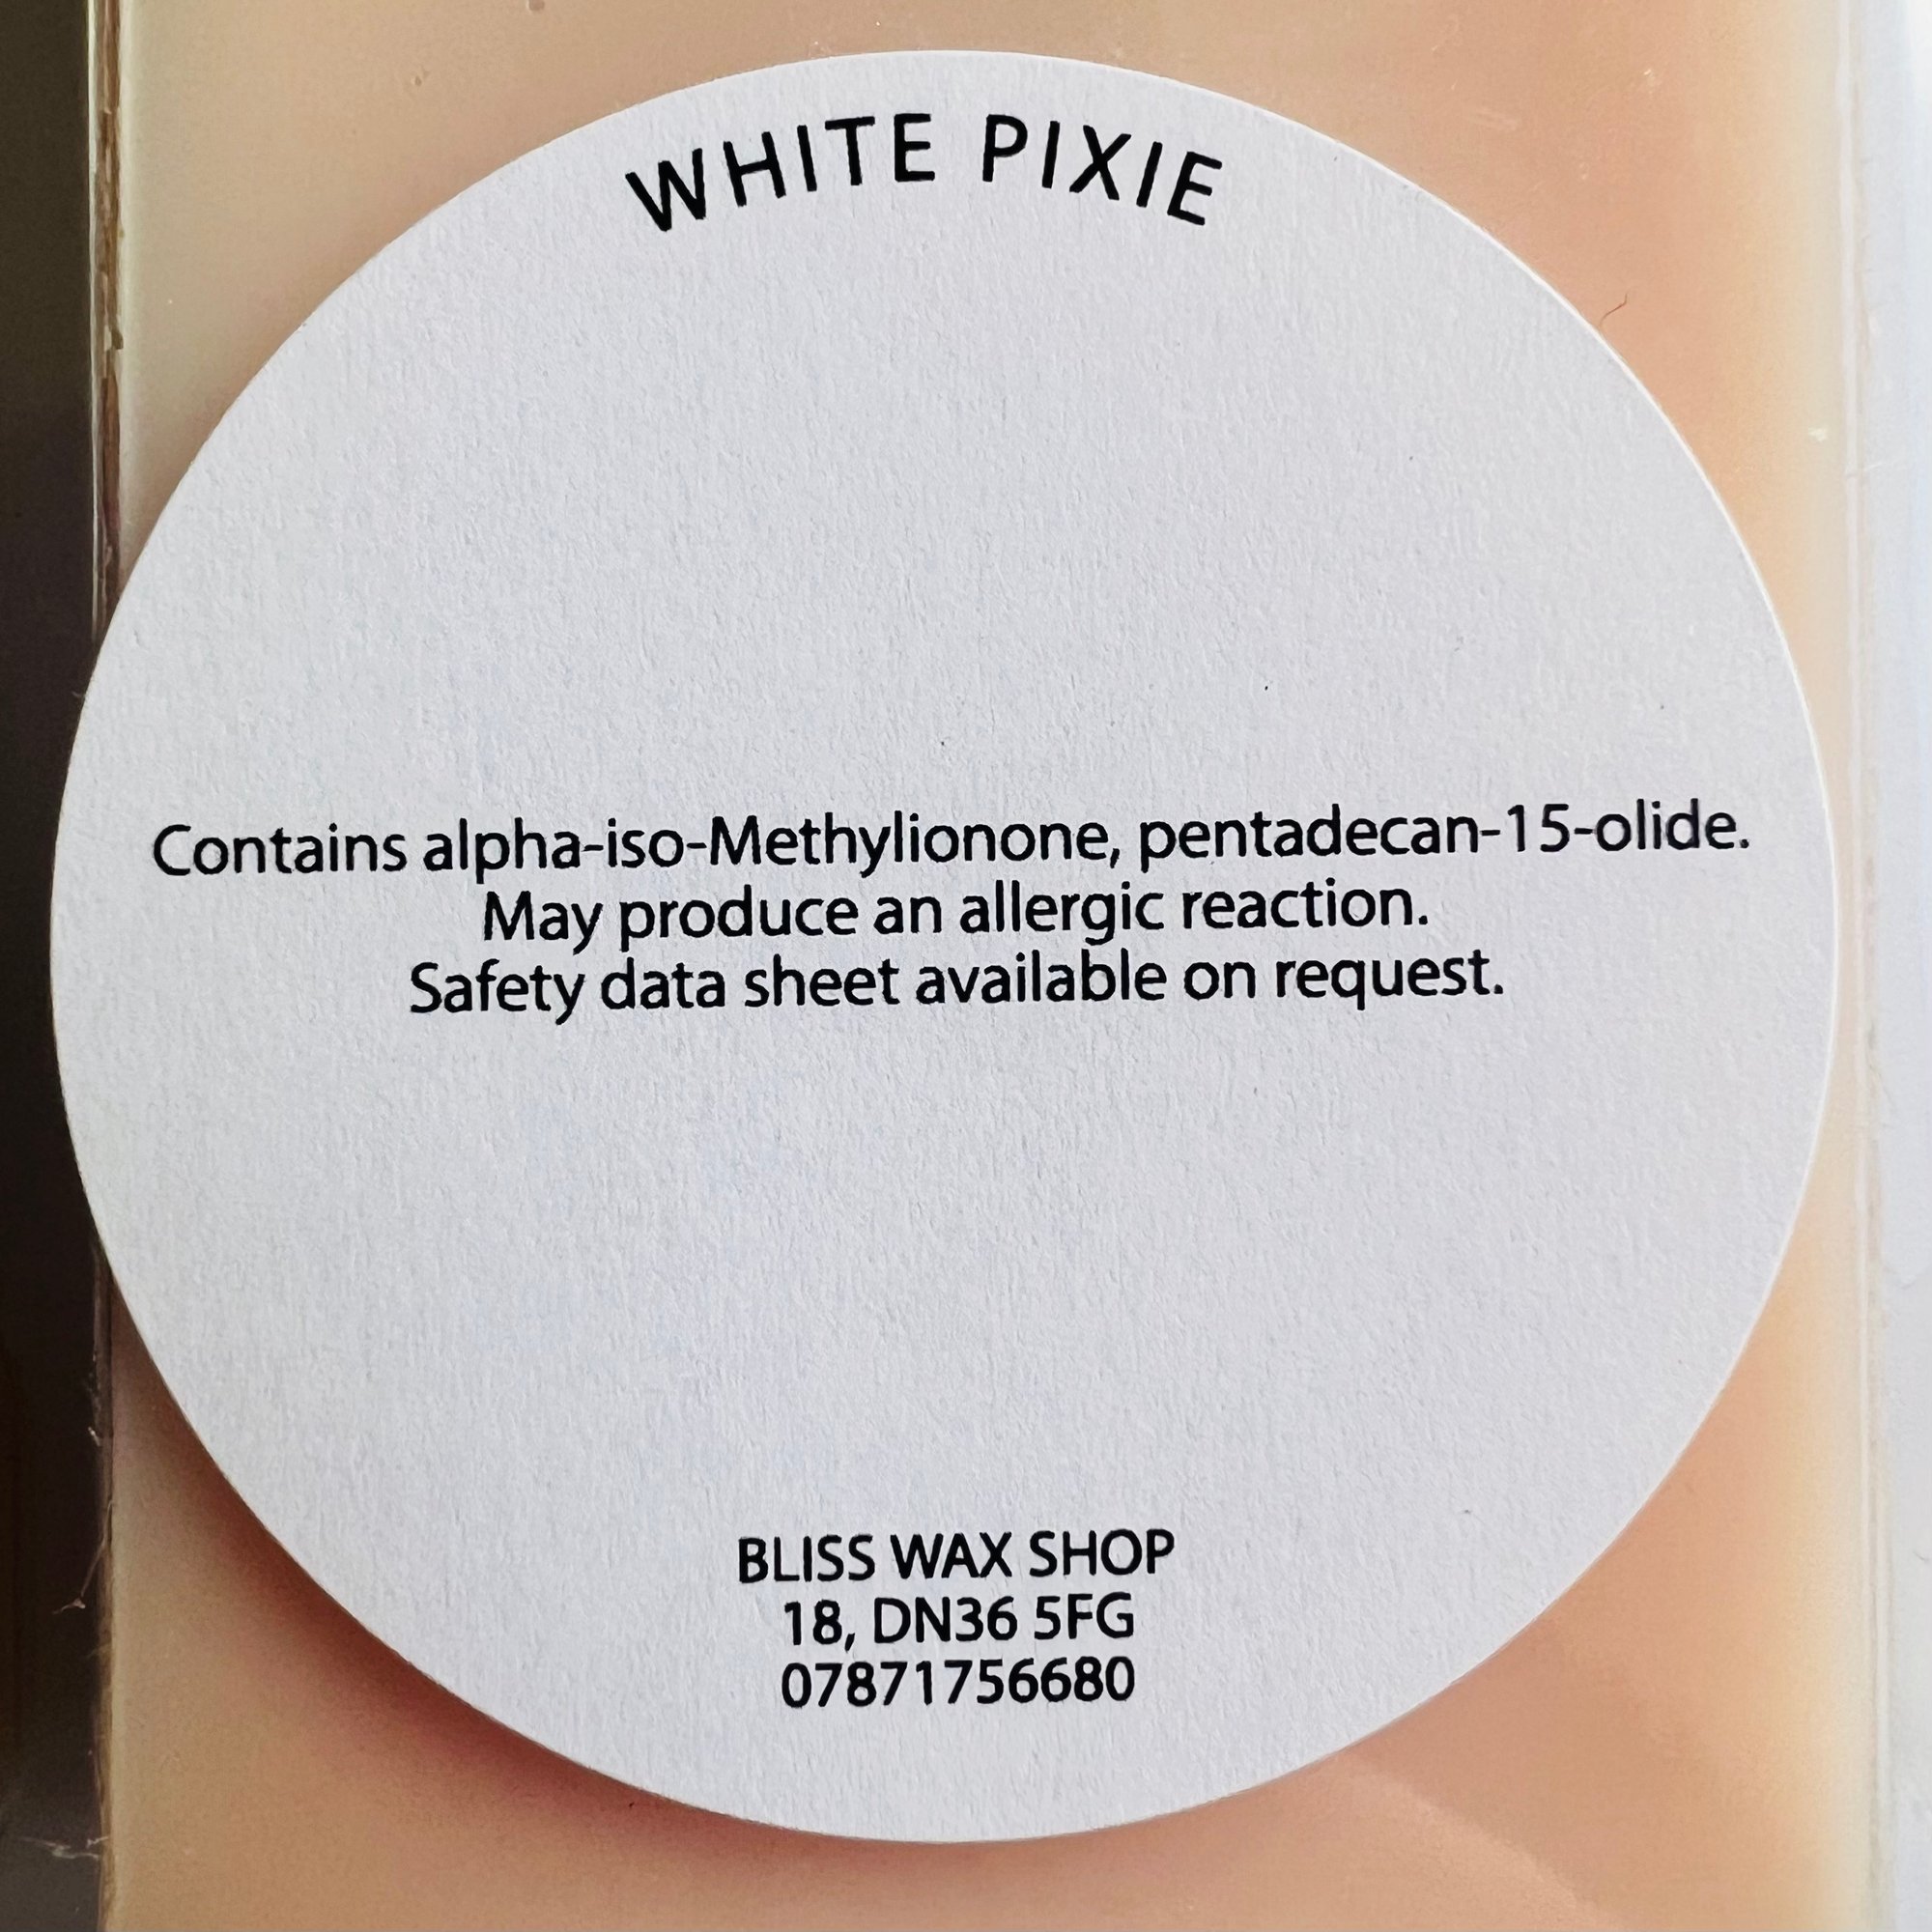 WHITE PIXIE
Contains alpha-iso-Methylionone, pentadecan-15-olide.
May produce an allergic reaction.
Safety data sheet available on request.
BLISS WAX SHOP
18, DN36 5FG
07871756680